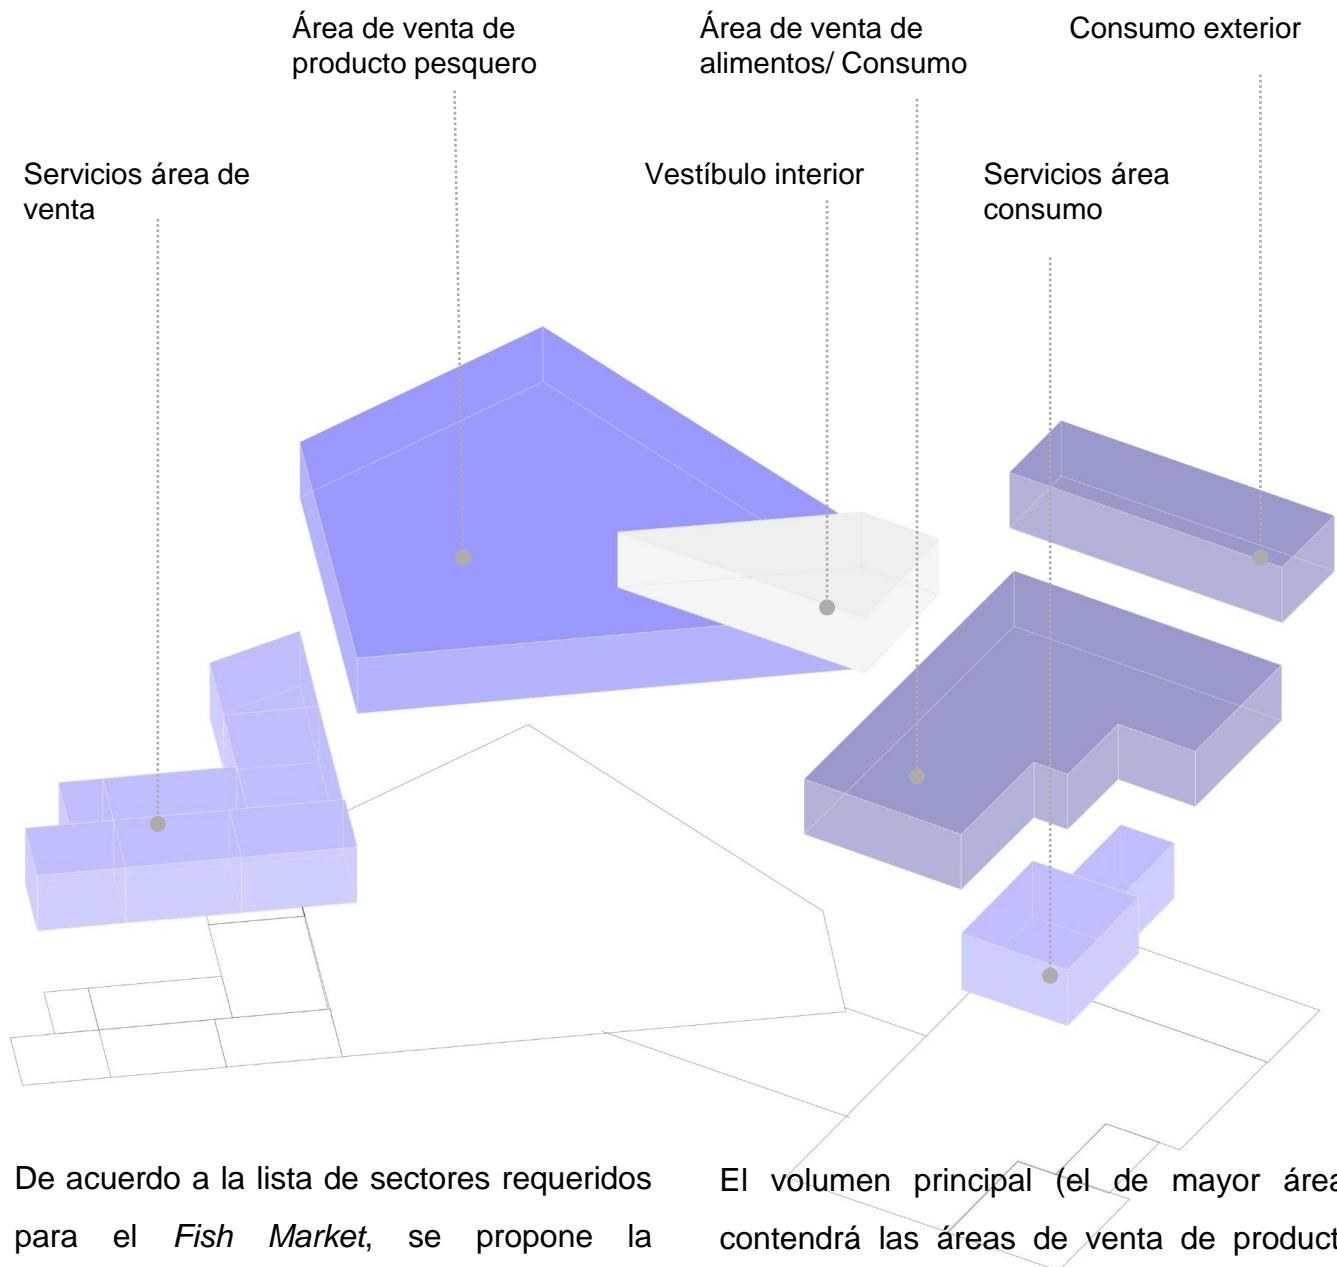 Área de venta de
producto pesquero
Área de venta de
alimentos/ Consumo
Consumo exterior
Servicios área de
venta
Vestíbulo interior
Servicios área
consumo
De acuerdo a la lista de sectores requeridos
para el Fish Market, se propone la
El volumen principal (el de mayor área
contendrá las áreas de venta de product